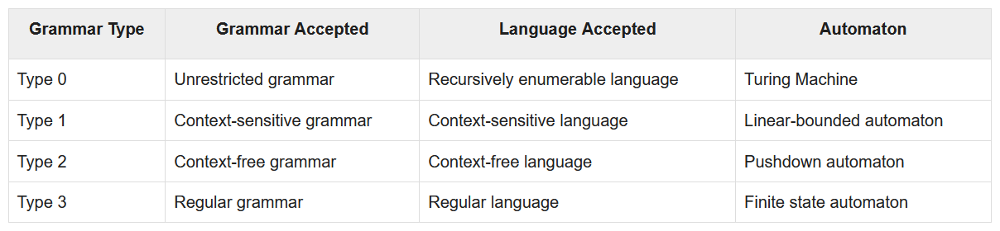 Grammar Type Grammar Accepted Language Accepted Automaton
Type 0 Unrestricted grammar Recursively enumerable language Turing Machine
Type 1 Context-sensitive grammar Context-sensitive language Linear-bounded automaton
Type 2 Context-free grammar Context-free language Pushdown automaton
Type 3 Regular grammar Regular language Finite state automaton